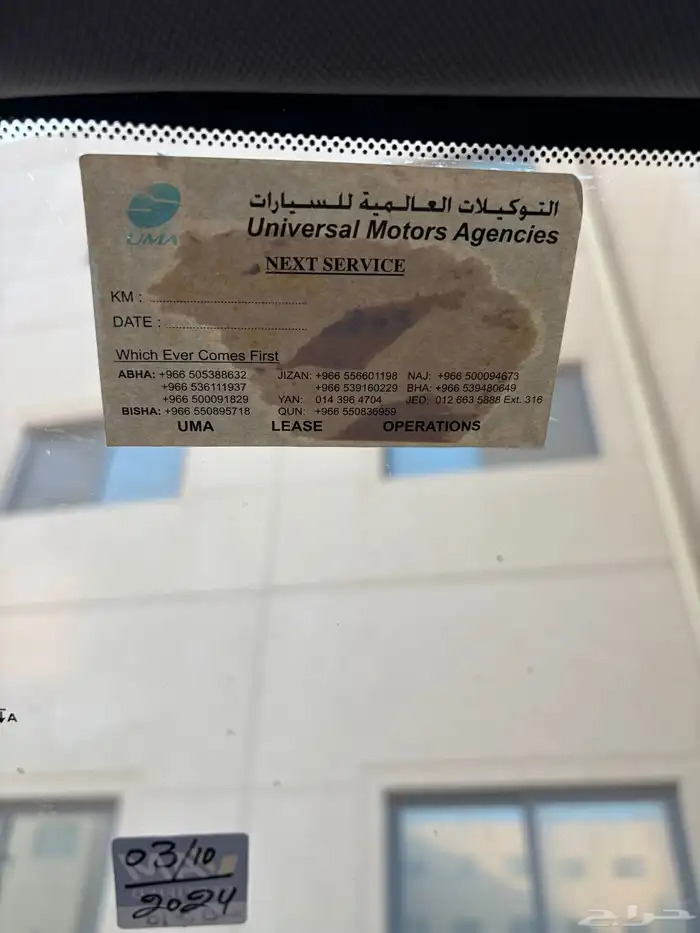 التوكيلات العالمية للسيارات
UMA
Universal Motors Agencies
NEXT SERVICE
KM : ....................................
DATE : ....................................
Which Ever Comes First
ABHA: +966 505388632 JIZAN: +966 556601198 NAJ: +966 500094673
+966 536111937 +966 539160229 BHA: +966 539480649
+966 500091829 YAN: 014 396 4704 JED: 012 663 5888 Ext. 316
BISHA: +966 550895718 QUN: +966 550836959
UMA LEASE OPERATIONS
A
03/10
2024
حراج